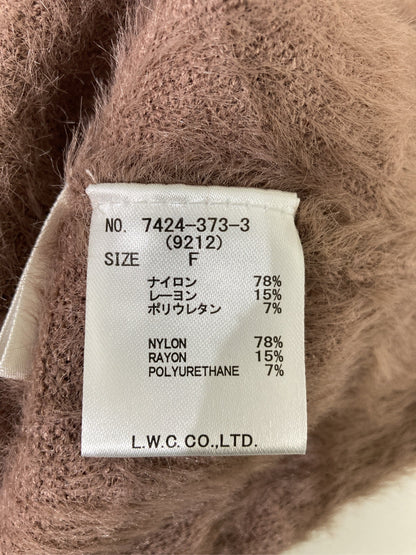 NO. 7424-373-3
(9212)
SIZE F
ナイロン 78%
レーヨン 15%
ポリウレタン 7%
NYLON 78%
RAYON 15%
POLYURETHANE 7%
L.W.C.CO.,LTD.